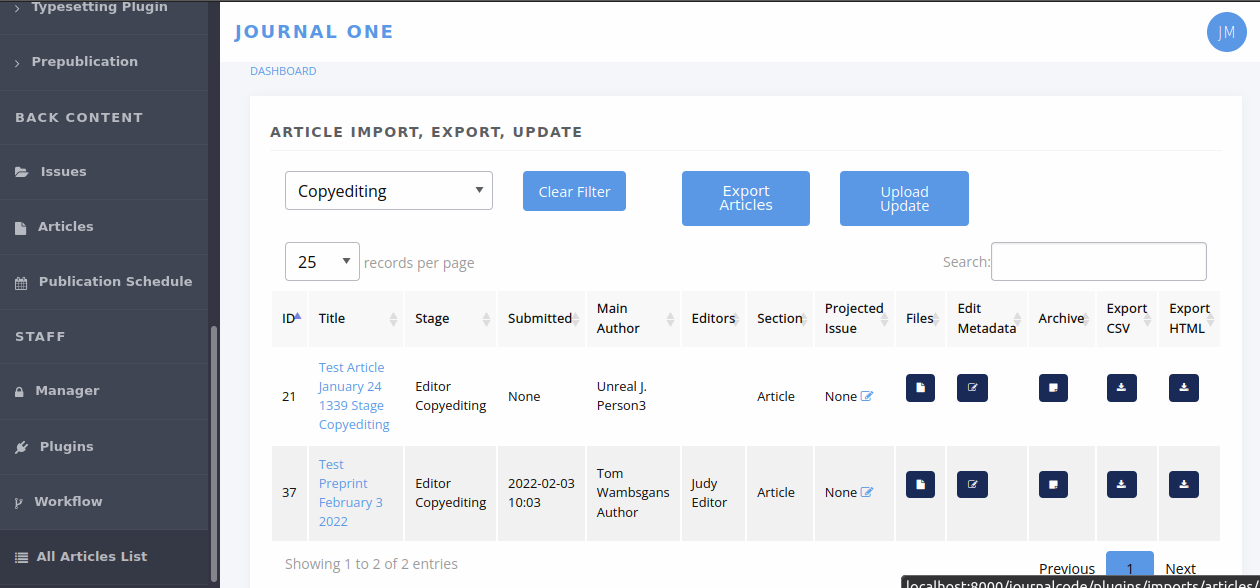 Typesetting Plugin
Prepublication
BACK CONTENT
Issues
Articles
Publication Schedule
STAFF
Manager
Plugins
Workflow
All Articles List
JOURNAL ONE
JM
DASHBOARD
ARTICLE IMPORT, EXPORT, UPDATE
Copyediting
Clear Filter
Export
Articles
Upload
Update
25 records per page
Search:
ID Title Stage Submitted Main Author Editors Section Projected Issue Files Edit Metadata Archive Export CSV Export HTML
21
Test Article
January 24
1339 Stage
Copyediting
Editor
Copyediting
None
Unreal J.
Person3
Article
None
37
Test
Preprint
February 3
2022
Editor
Copyediting
2022-02-03
10:03
Tom
Wambsgans
Author
Judy
Editor
Article
None
Showing 1 to 2 of 2 entries
Previous 1 Next
localhost:8000/journalcode/plugins/imports/articles/